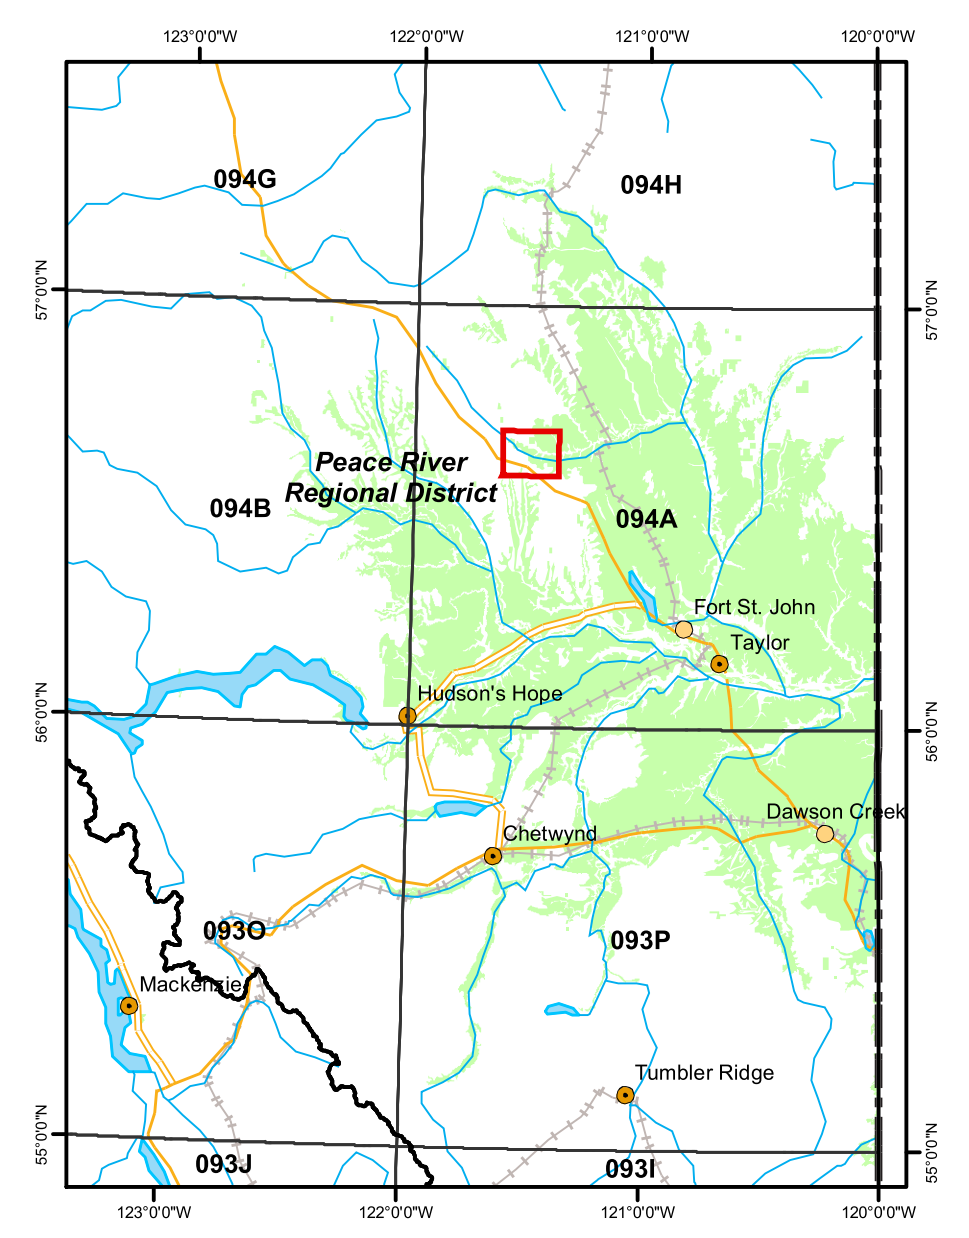 123°0'0"W 122°0'0"W 121°0'0"W 120°0'0"W
094G
094H
57°0'0"N
57°0'0"N
Peace River
Regional District
094B
094A
Fort St. John
Taylor
Hudson's Hope
56°0'0"N
56°0'0"N
Dawson Creek
Chetwynd
093O
093P
Mackenzie
Tumbler Ridge
55°0'0"N
55°0'0"N
093J
093I
123°0'0"W 122°0'0"W 121°0'0"W 120°0'0"W